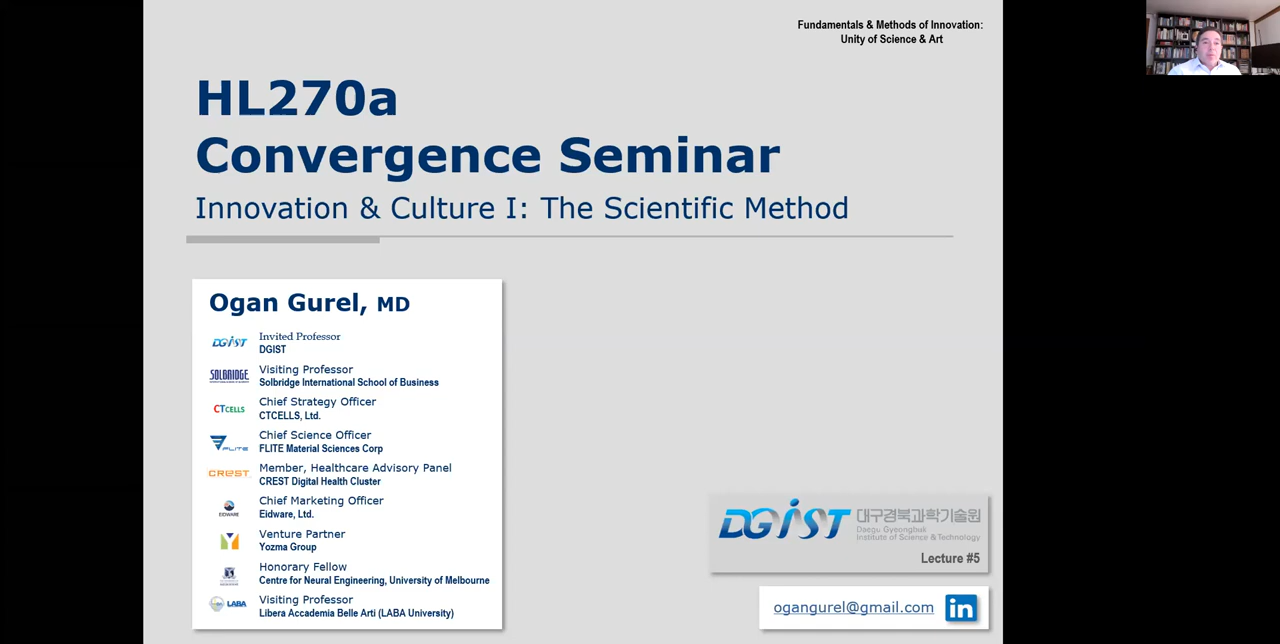 Fundamentals & Methods of Innovation:
Unity of Science & Art
HL270a
Convergence Seminar
Innovation & Culture I: The Scientific Method
Ogan Gurel, MD
DGIST
Invited Professor
DGIST
SOLBRIDGE
Visiting Professor
Solbridge International School of Business
CTCELLS
Chief Strategy Officer
CTCELLS, Ltd.
FLITE
Chief Science Officer
FLITE Material Sciences Corp
CREST
Member, Healthcare Advisory Panel
CREST Digital Health Cluster
EIDWARE
Chief Marketing Officer
Eidware, Ltd.
Venture Partner
Yozma Group
Honorary Fellow
Centre for Neural Engineering, University of Melbourne
LABA
Visiting Professor
Libera Accademia Belle Arti (LABA University)
DGIST 대구경북과학기술원
Daegu Gyeongbuk
Institute of Science & Technology
Lecture #5
ogangurel@gmail.com in